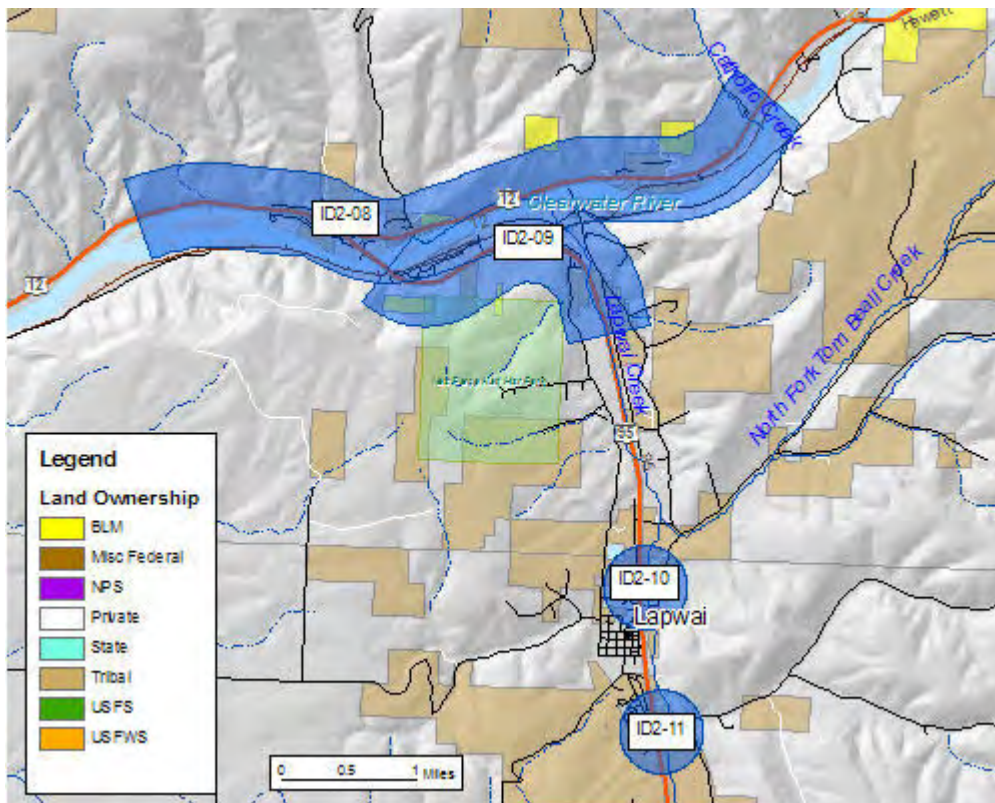 Hewett
Catholic Creek
ID2-08
12
Clearwater River
ID2-09
12
Lapwai Creek
North Fork Tom Beall Creek
95
Legend
Land Ownership
BLM
Misc Federal
NPS
Private
State
Tribal
USFS
USFWS
ID2-10
Lapwai
ID2-11
0 0.5 1 Miles